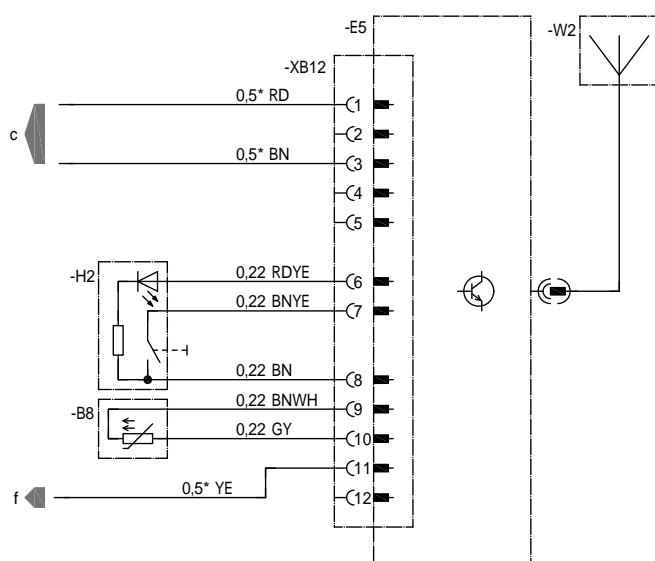 -E5
-W2
-XB12
0,5* RD
1
c
2
0,5* BN
3
4
5
-H2
0,22 RDYE
6
0,22 BNYE
7
0,22 BN
8
0,22 BNWH
9
-B8
0,22 GY
10
11
0,5* YE
f
12